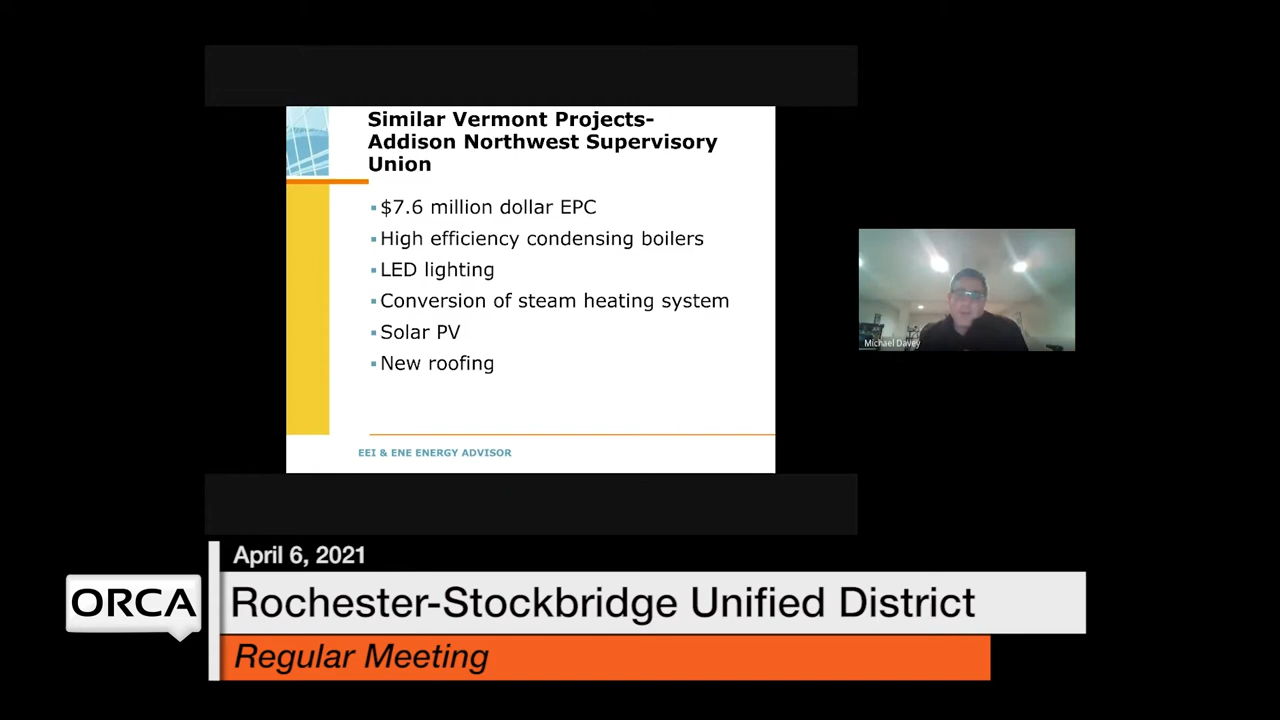 Similar Vermont Projects-
Addison Northwest Supervisory
Union
▪$7.6 million dollar EPC
▪High efficiency condensing boilers
▪LED lighting
▪Conversion of steam heating system
▪Solar PV
▪New roofing
EEI & ENE ENERGY ADVISOR
Michael Davey
April 6, 2021
ORCA
Rochester-Stockbridge Unified District
Regular Meeting